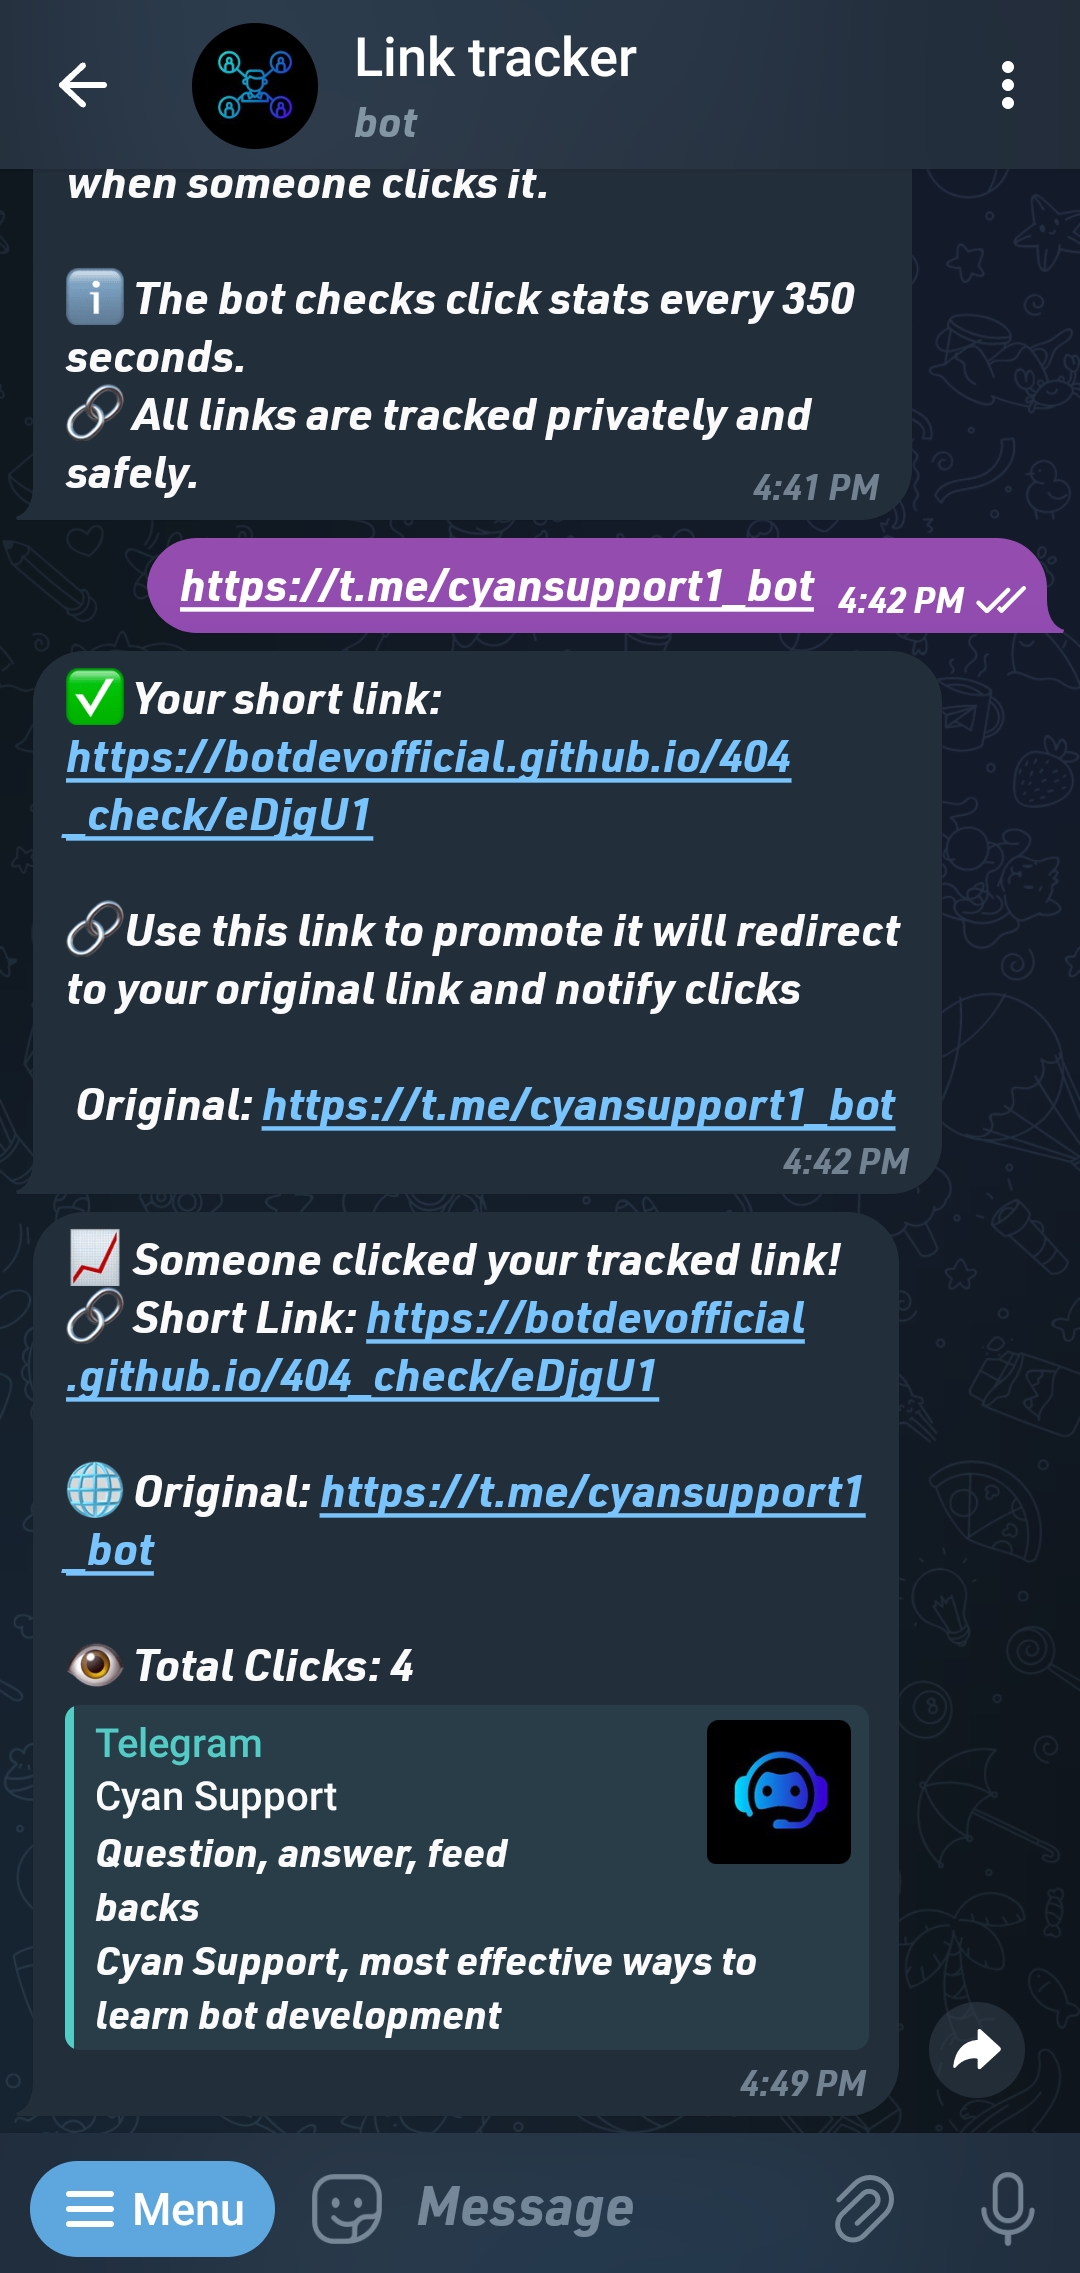 Link tracker
bot
when someone clicks it.
ℹ️ The bot checks click stats every 350
seconds.
🔗 All links are tracked privately and
safely.
4:41 PM
https://t.me/cyansupport1_bot 4:42 PM
✅ Your short link:
https://botdevofficial.github.io/404
_check/eDjgU1
🔗Use this link to promote it will redirect
to your original link and notify clicks
Original: https://t.me/cyansupport1_bot
4:42 PM
📈 Someone clicked your tracked link!
🔗 Short Link: https://botdevofficial
.github.io/404_check/eDjgU1
🌐 Original: https://t.me/cyansupport1
_bot
👁️ Total Clicks: 4
Telegram
Cyan Support
Question, answer, feed
backs
Cyan Support, most effective ways to
learn bot development
4:49 PM
Menu
Message